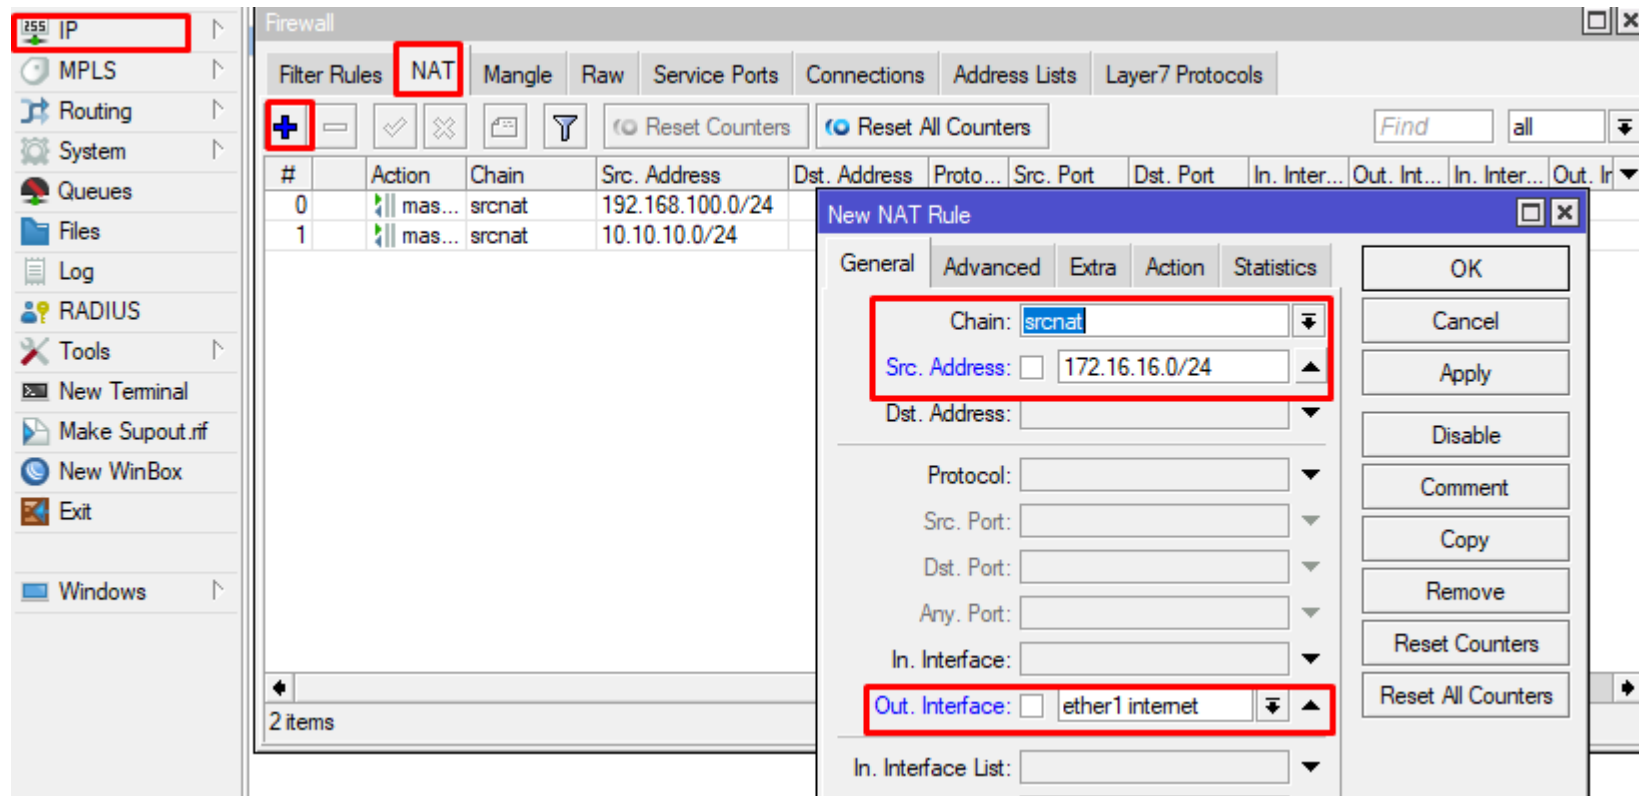 255 IP
MPLS
Routing
System
Queues
Files
Log
RADIUS
Tools
New Terminal
Make Supout.rif
New WinBox
Exit
Windows
Firewall
Filter Rules NAT Mangle Raw Service Ports Connections Address Lists Layer7 Protocols
Reset Counters Reset All Counters Find all
# Action Chain Src. Address Dst. Address Proto... Src. Port Dst. Port In. Inter... Out. Int... In. Inter... Out. Ir
0 mas... srcnat 192.168.100.0/24
1 mas... srcnat 10.10.10.0/24
2 items
New NAT Rule
General Advanced Extra Action Statistics
Chain: srcnat
Src. Address: 172.16.16.0/24
Dst. Address:
Protocol:
Src. Port:
Dst. Port:
Any. Port:
In. Interface:
Out. Interface: ether1 internet
In. Interface List:
OK
Cancel
Apply
Disable
Comment
Copy
Remove
Reset Counters
Reset All Counters